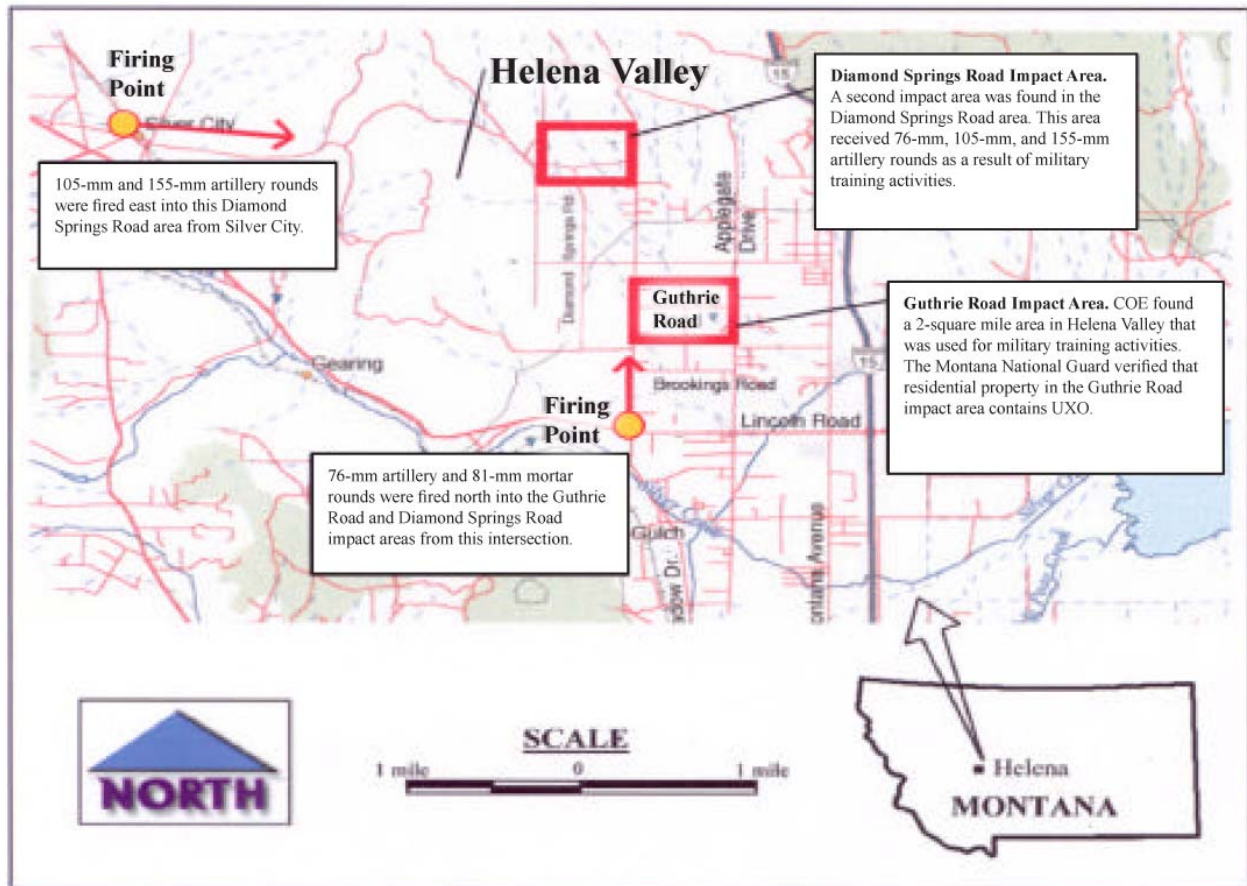 Firing
Point
Helena Valley
15
Silver City
Diamond Springs Road Impact Area.
A second impact area was found in the
Diamond Springs Road area. This area
received 76-mm, 105-mm, and 155-mm
artillery rounds as a result of military
training activities.
105-mm and 155-mm artillery rounds
were fired east into this Diamond
Springs Road area from Silver City.
Diamond Springs Rd.
Applegate
Drive
Guthrie
Road
Guthrie Road Impact Area. COE found
a 2-square mile area in Helena Valley that
was used for military training activities.
The Montana National Guard verified that
residential property in the Guthrie Road
impact area contains UXO.
15
Gearing
Brookings Road
Firing
Point
Lincoln Road
76-mm artillery and 81-mm mortar
rounds were fired north into the Guthrie
Road and Diamond Springs Road
impact areas from this intersection.
Gulch
adow Dr.
ontana Avenue
NORTH
SCALE
1 mile 0 1 mile
Helena
MONTANA